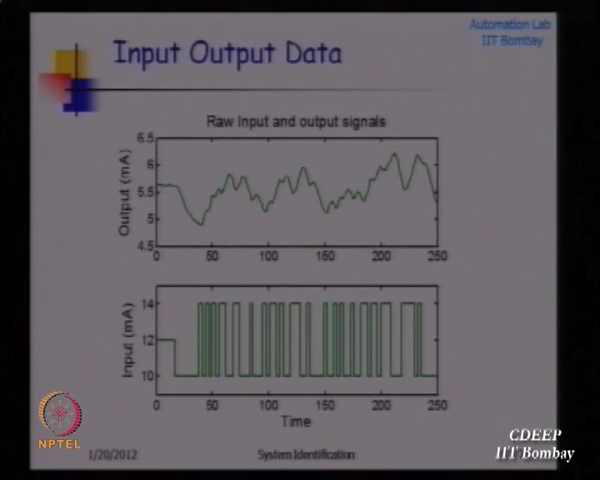 Automation Lab
IIT Bombay
Input Output Data
Raw Input and output signals
Output (mA)
6.5
6
5.5
5
4.5
0 50 100 150 200 250
Input (mA)
14
12
10
0 50 100 150 200 250
Time
NPTEL
1/20/2012
System Identification
CDEEP
IIT Bombay